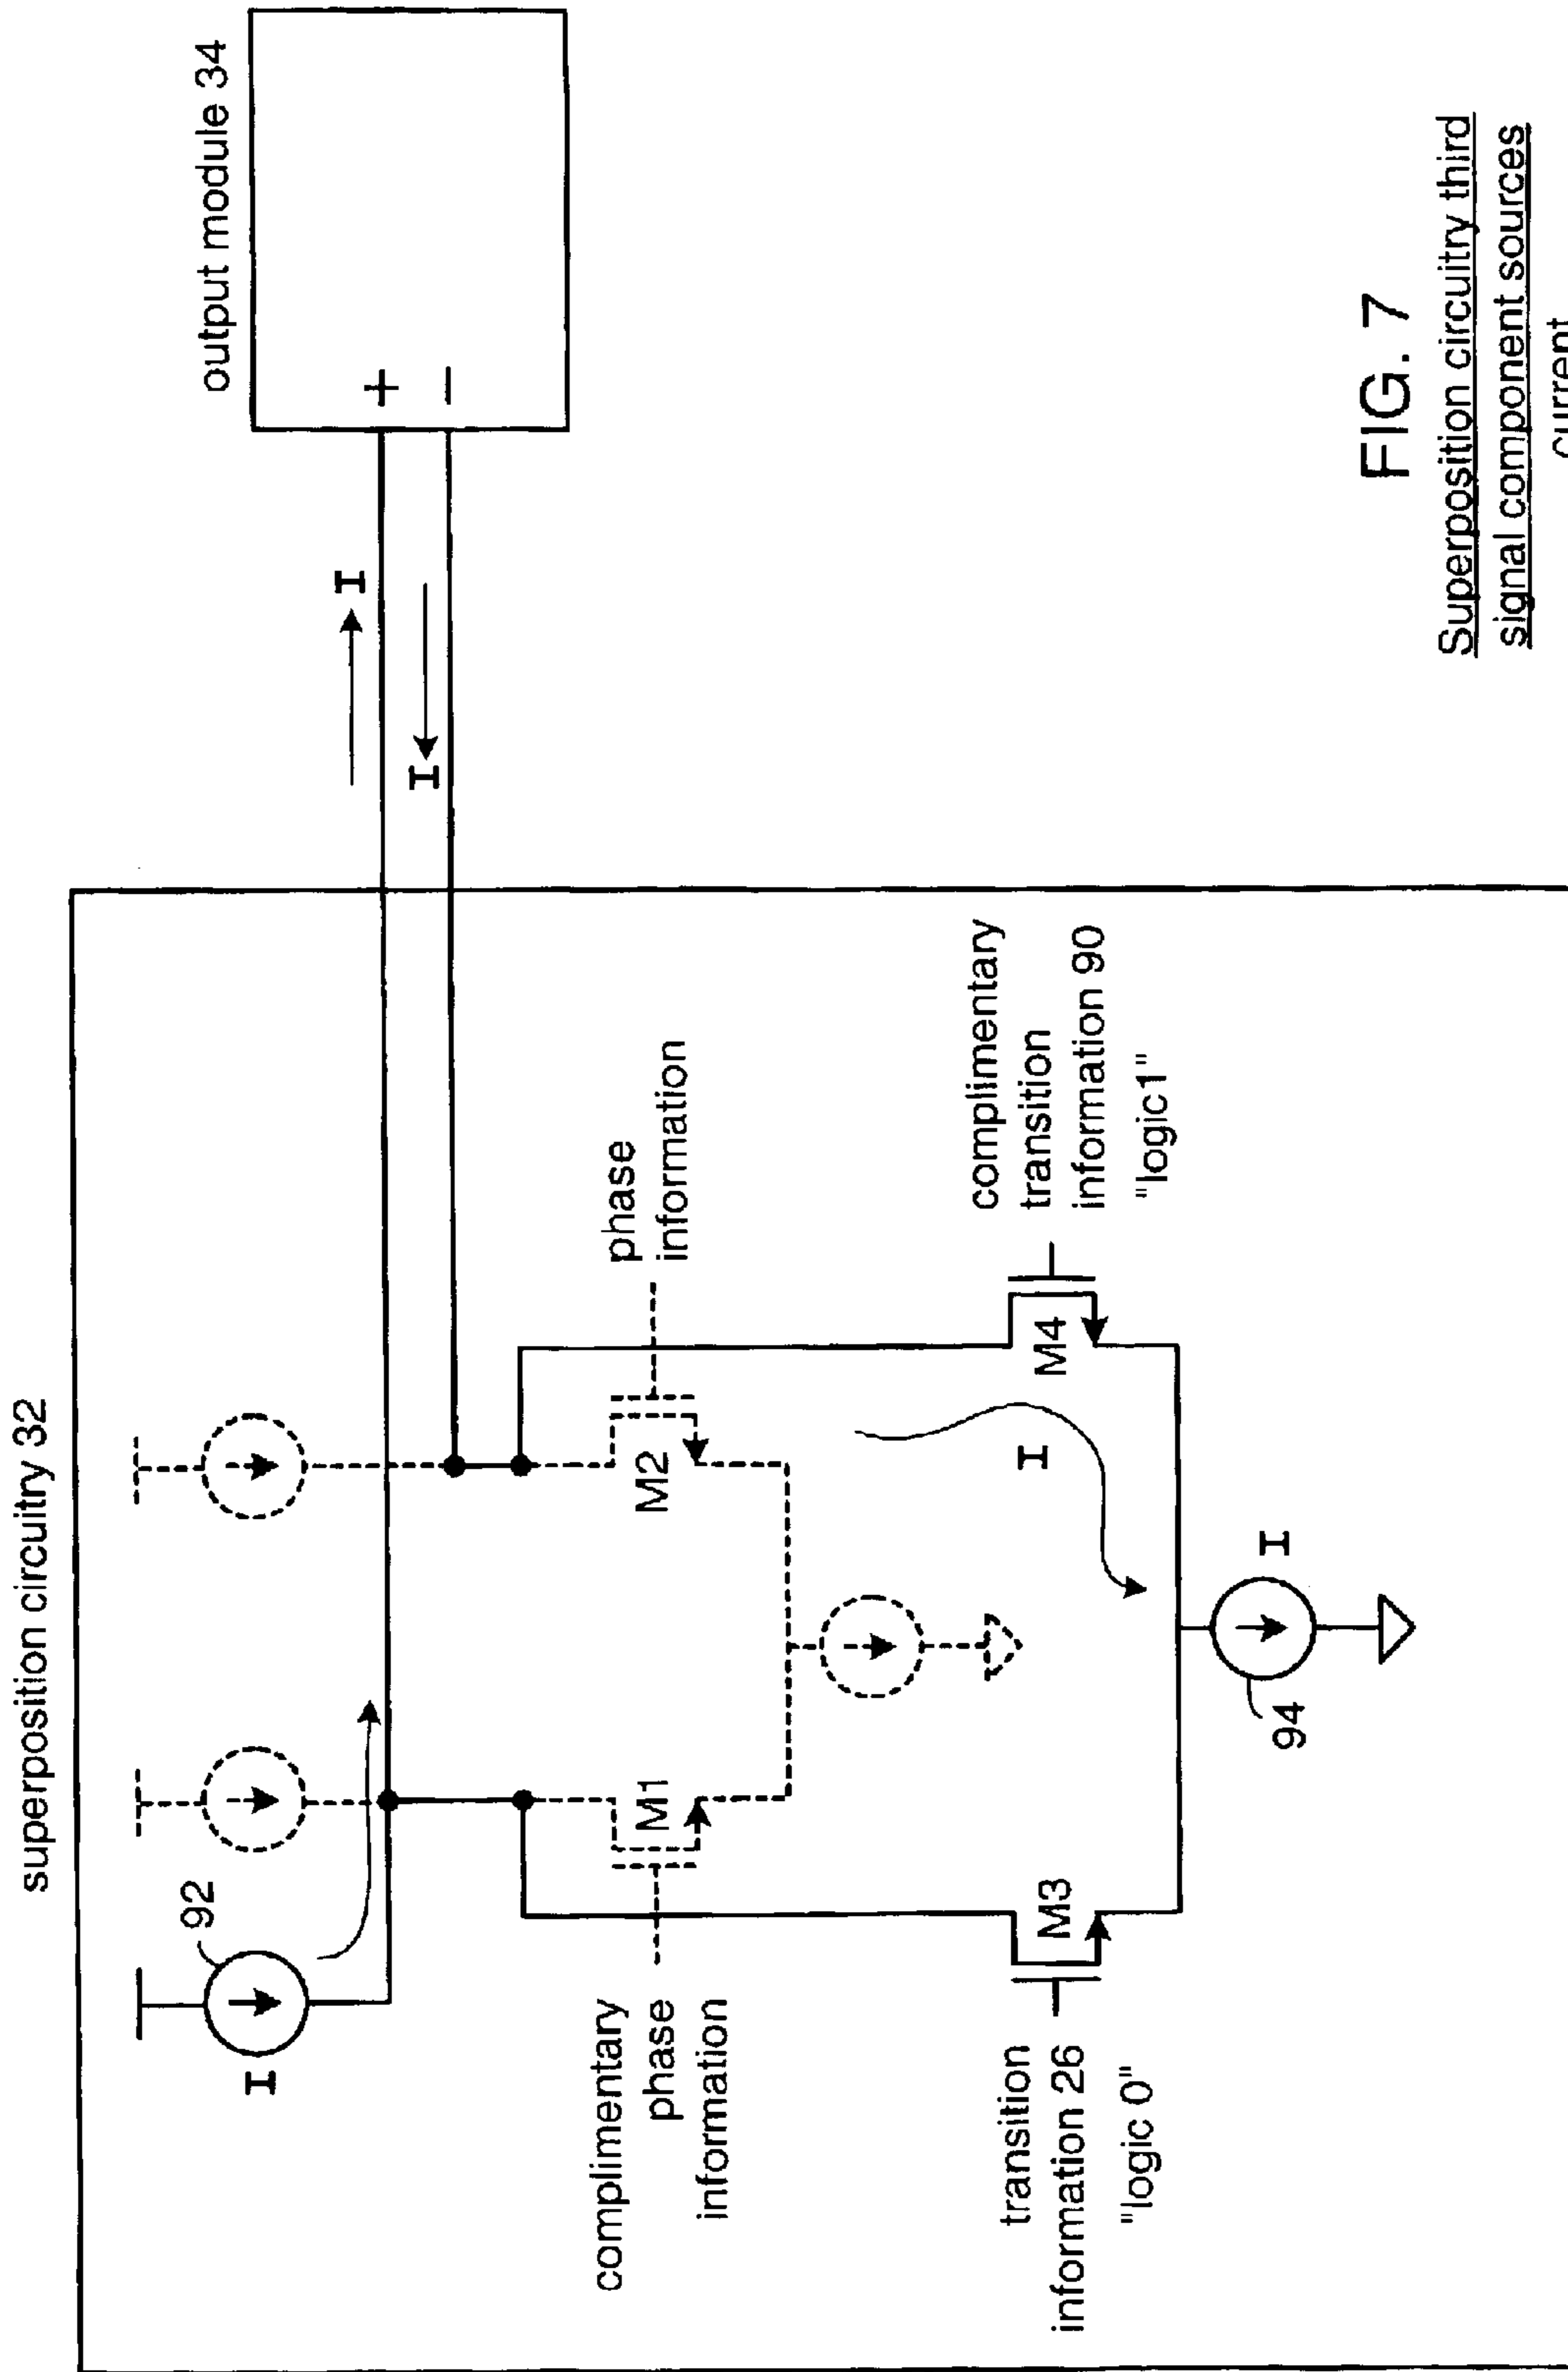 superposition circuitry 32
output module 34
+
−
I
I
92
I
complimentary
phase
information
M1
M2
phase
information
transition
information 26
"logic 0"
M3
M4
I
complimentary
transition
information 90
"logic1"
94
I
FIG. 7
Superposition circuitry third
signal component sources
current